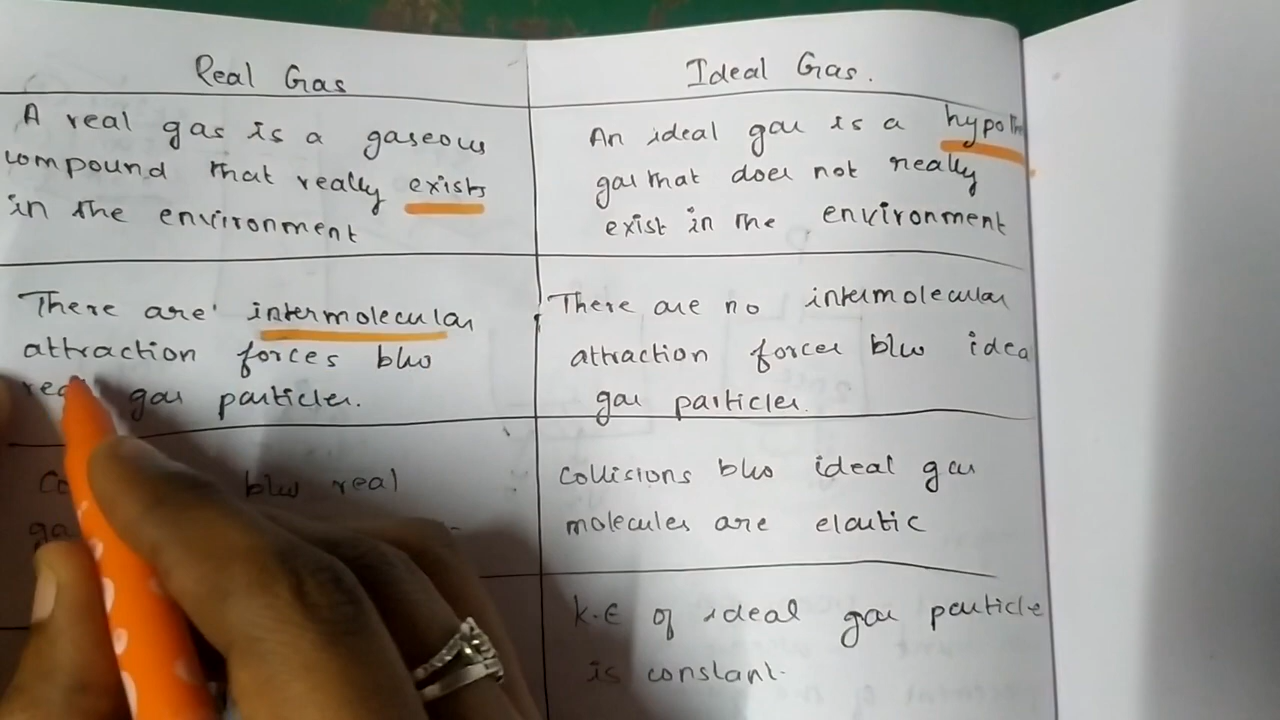 Real Gas
A real gas is a gaseous
compound that really exists
in the environment
There are intermolecular
attraction forces b/w
gas particles.
b/w real
Ideal Gas.
An ideal gas is a
gas that does not really
exist in the environment
There are no intermolecular
attraction forces b/w
gas particles.
Collisions b/w ideal gas
molecules are elastic
K.E of ideal gas particle
is constant.